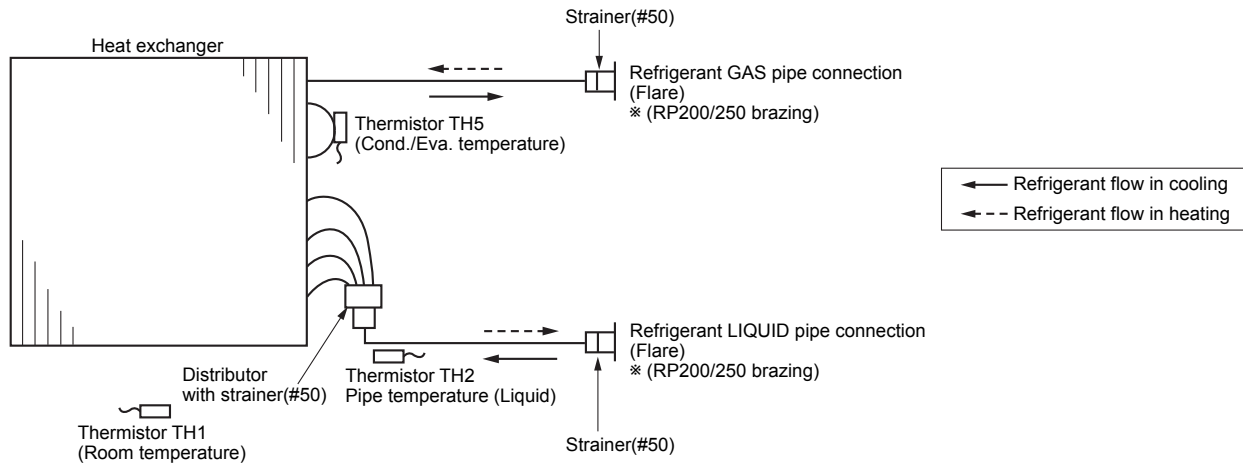 Strainer(#50)
Heat exchanger
Refrigerant GAS pipe connection
(Flare)
※ (RP200/250 brazing)
Thermistor TH5
(Cond./Eva. temperature)
Refrigerant flow in cooling
Refrigerant flow in heating
Refrigerant LIQUID pipe connection
(Flare)
※ (RP200/250 brazing)
Distributor
with strainer(#50)
Thermistor TH2
Pipe temperature (Liquid)
Thermistor TH1
(Room temperature)
Strainer(#50)